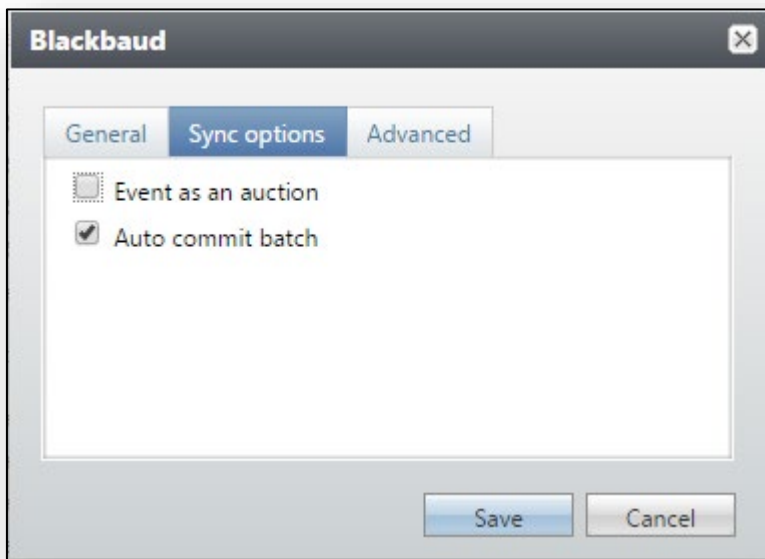 Blackbaud
General Sync options Advanced
Event as an auction
Auto commit batch
Save Cancel